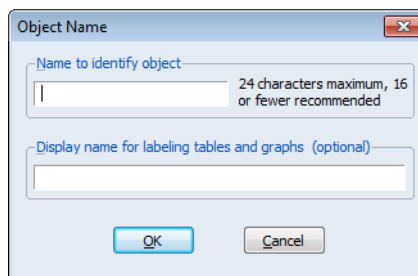 Object Name
Name to identify object
24 characters maximum, 16
or fewer recommended
Display name for labeling tables and graphs (optional)
OK
Cancel